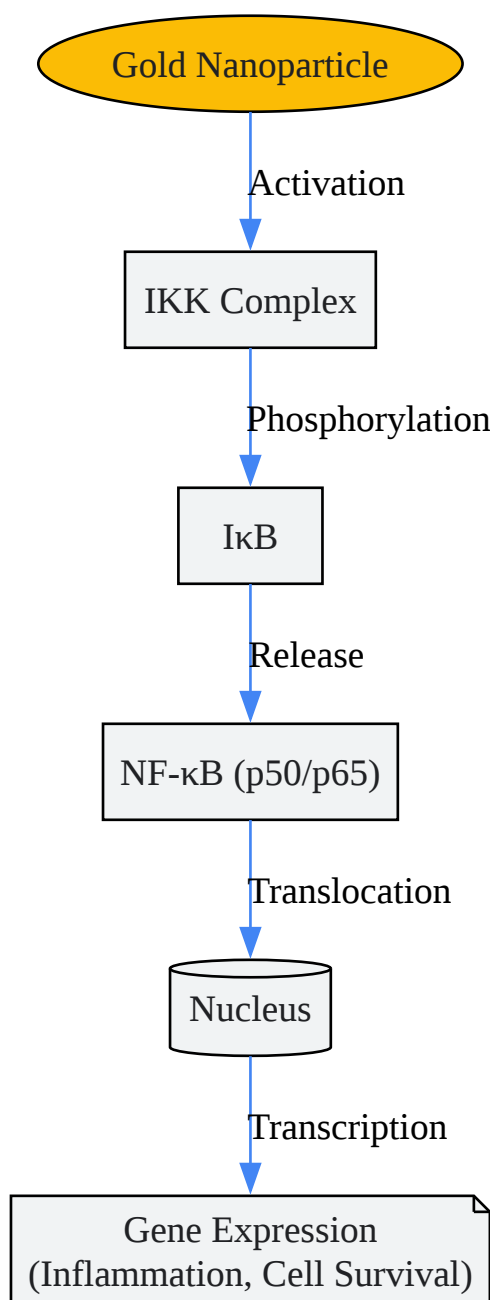 Gold Nanoparticle
Activation
IKK Complex
Phosphorylation
IκB
Release
NF-κB (p50/p65)
Translocation
Nucleus
Transcription
Gene Expression
(Inflammation, Cell Survival)